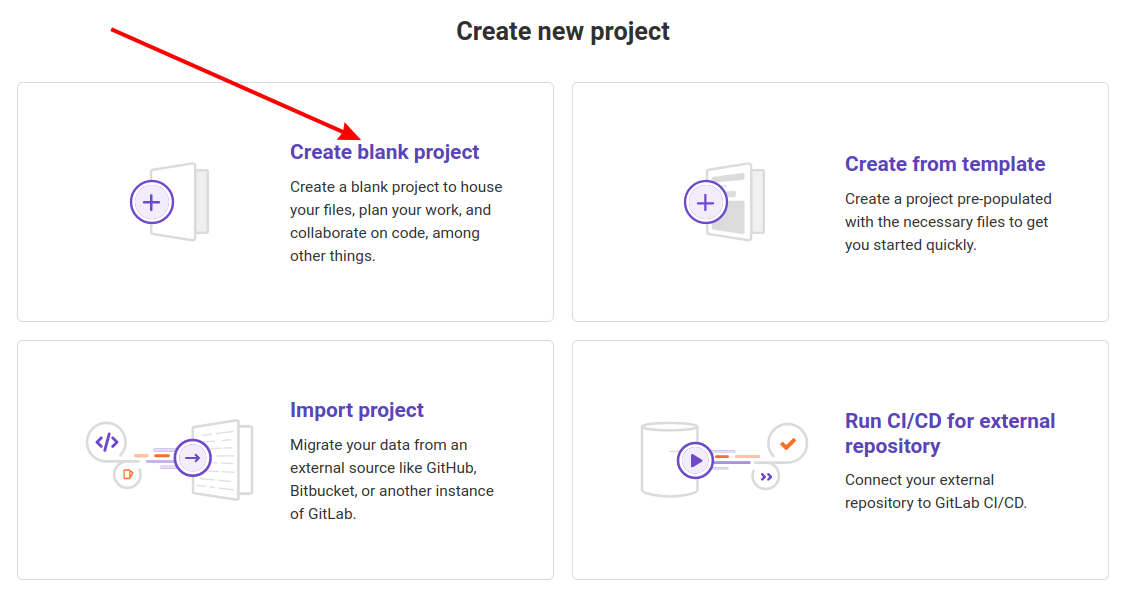 Create new project
Create blank project
Create a blank project to house
your files, plan your work, and
collaborate on code, among
other things.
Create from template
Create a project pre-populated
with the necessary files to get
you started quickly.
Import project
Migrate your data from an
external source like GitHub,
Bitbucket, or another instance
of GitLab.
Run CI/CD for external
repository
Connect your external
repository to GitLab CI/CD.